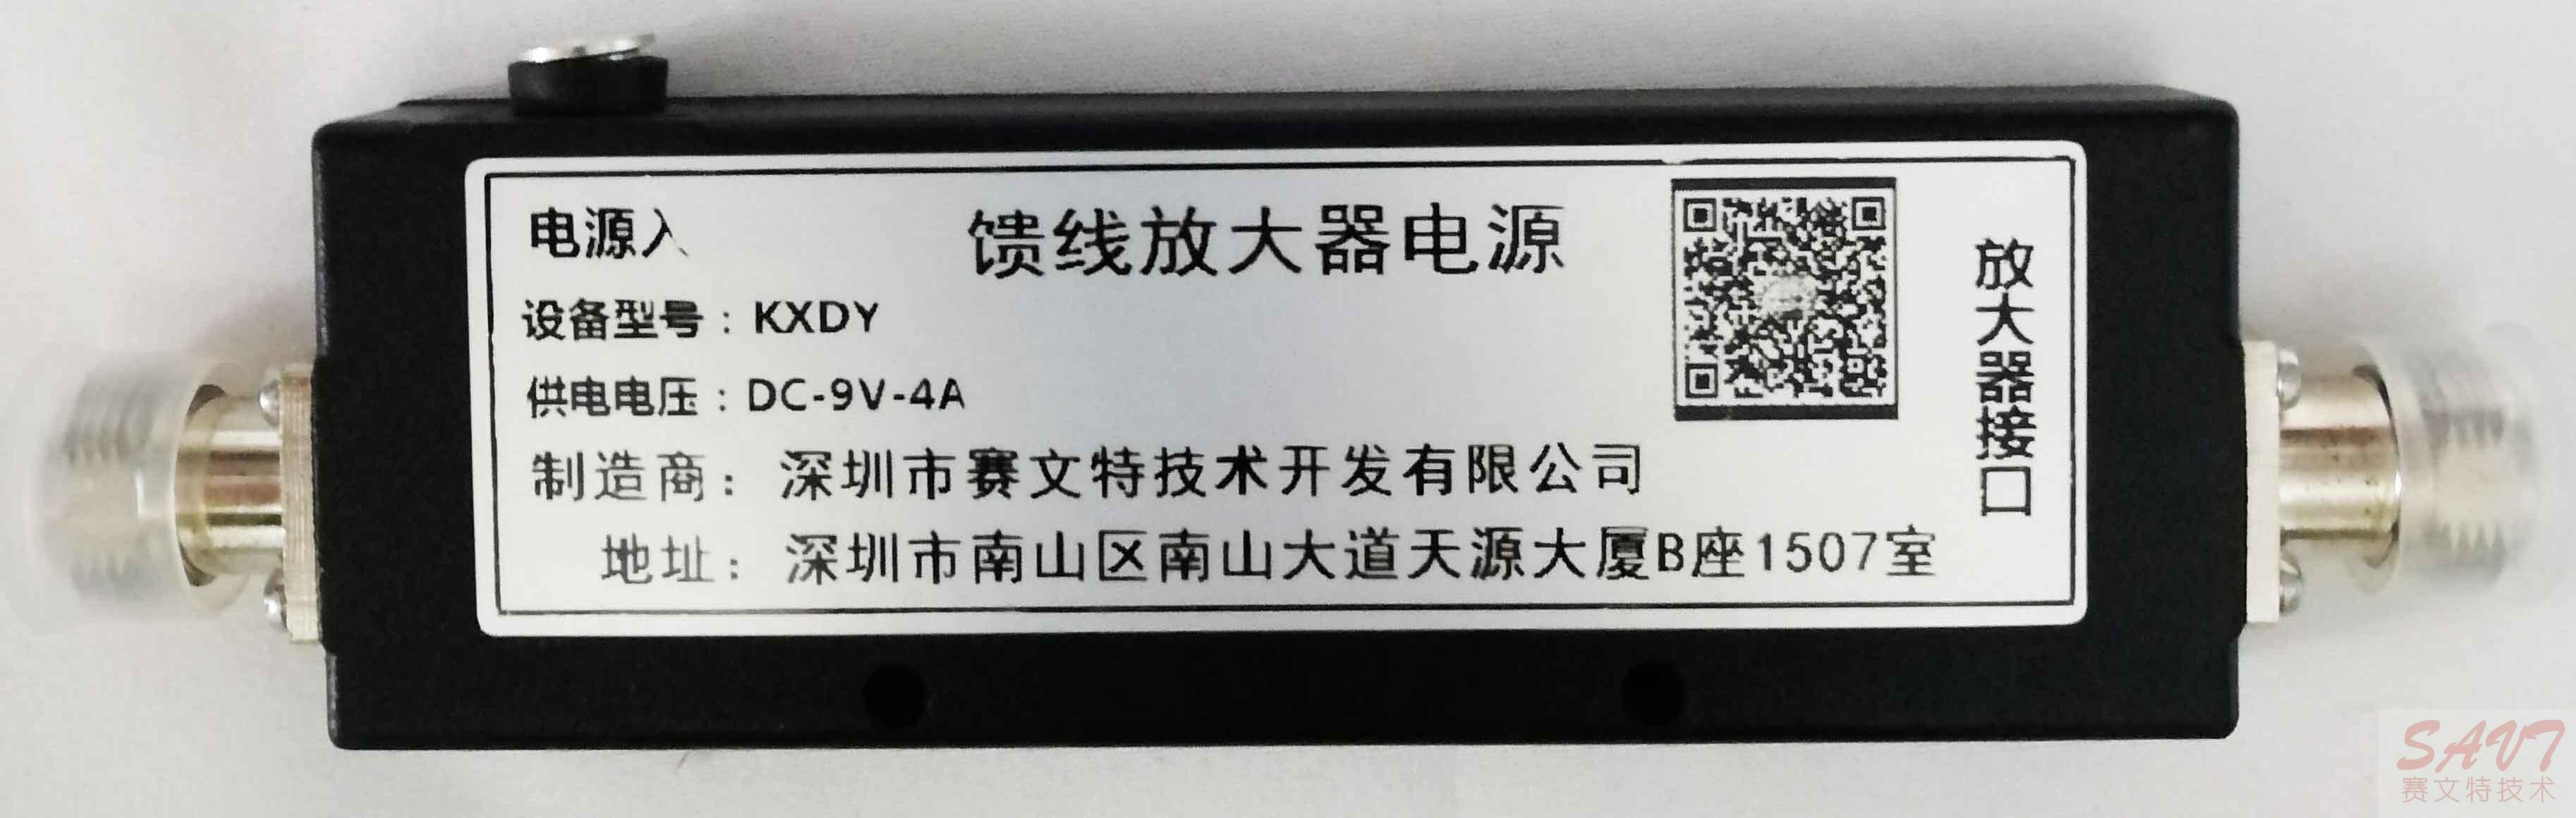 电源入
馈线放大器电源
设备型号：KXDY
供电电压：DC-9V-4A
制造商：深圳市赛文特技术开发有限公司
地址：深圳市南山区南山大道天源大厦B座1507室
放大器接口
SAVT
赛文特技术